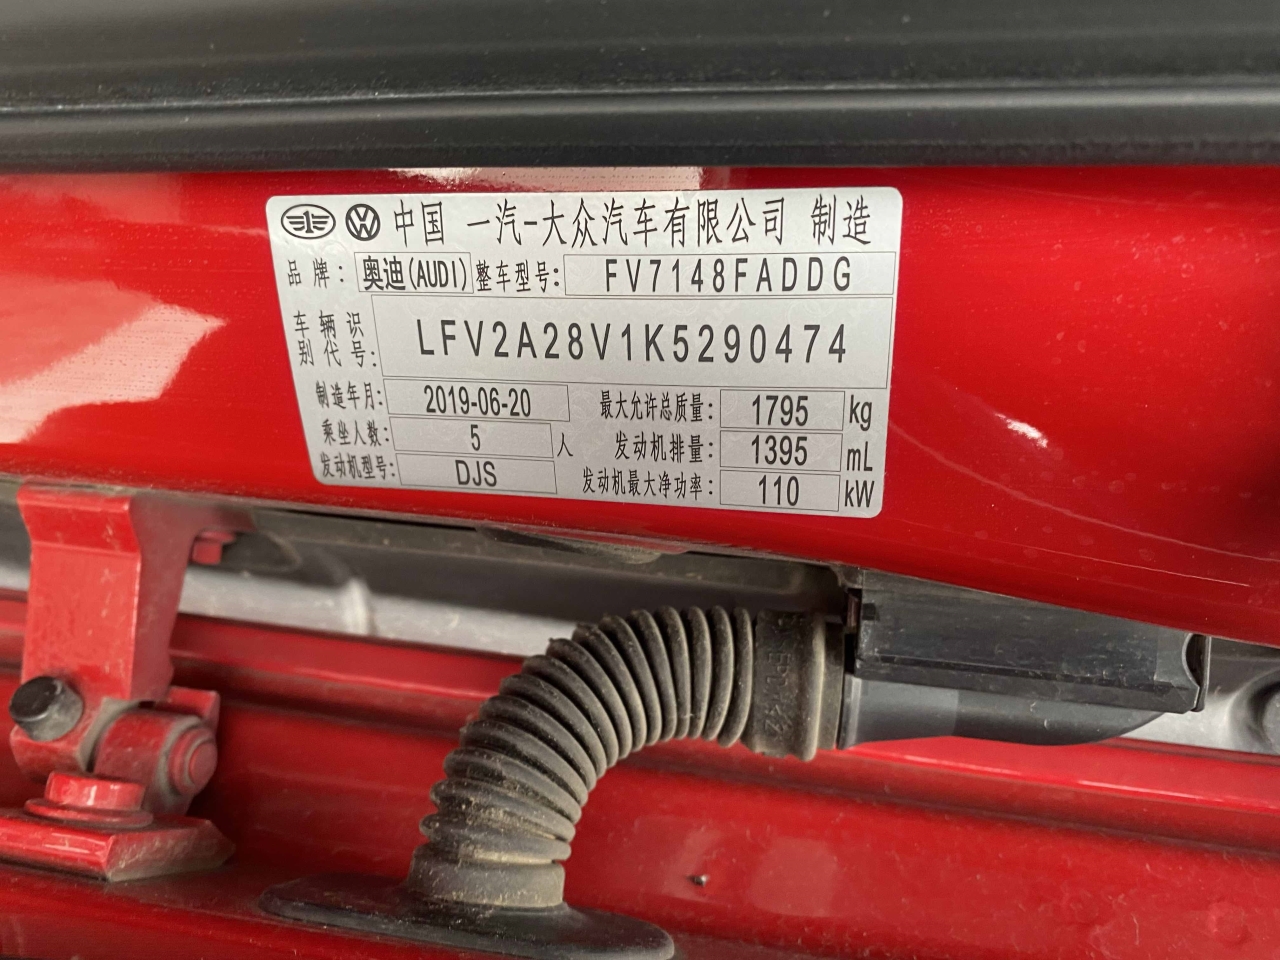 中国 一汽-大众汽车有限公司 制造
品牌: 奥迪(AUDI) 整车型号: FV7148FADDG
车辆识别代号: LFV2A28V1K5290474
制造年月: 2019-06-20 最大允许总质量: 1795 kg
乘坐人数: 5 人 发动机排量: 1395 mL
发动机型号: DJS 发动机最大净功率: 110 kW